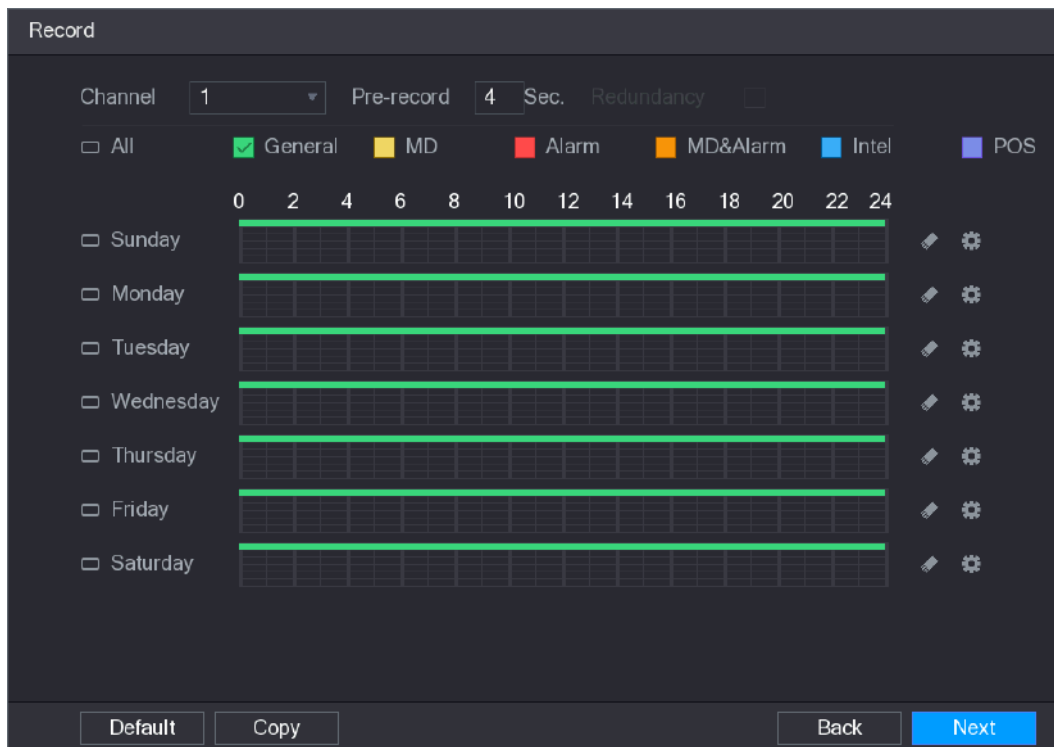 Record
Channel 1 Pre-record 4 Sec. Redundancy
All General MD Alarm MD&Alarm Intel POS
0 2 4 6 8 10 12 14 16 18 20 22 24
Sunday
Monday
Tuesday
Wednesday
Thursday
Friday
Saturday
Default Copy Back Next